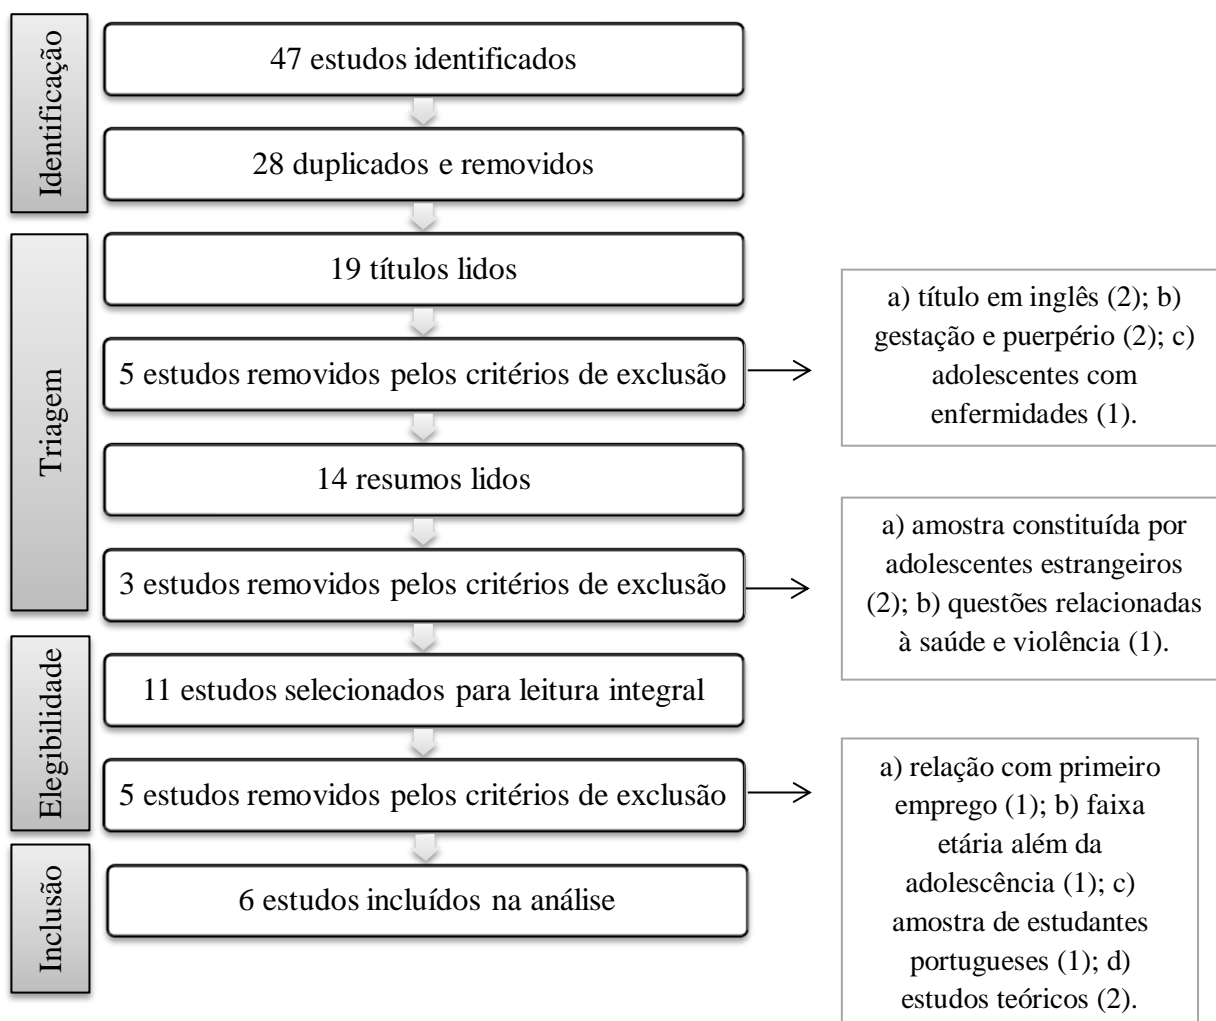 Identificação
47 estudos identificados
28 duplicados e removidos
Triagem
19 títulos lidos
5 estudos removidos pelos critérios de exclusão
a) título em inglês (2); b)
gestação e puerpério (2); c)
adolescentes com
enfermidades (1).
14 resumos lidos
3 estudos removidos pelos critérios de exclusão
a) amostra constituída por
adolescentes estrangeiros
(2); b) questões relacionadas
à saúde e violência (1).
Elegibilidade
11 estudos selecionados para leitura integral
5 estudos removidos pelos critérios de exclusão
a) relação com primeiro
emprego (1); b) faixa
etária além da
adolescência (1); c)
amostra de estudantes
portugueses (1); d)
estudos teóricos (2).
Inclusão
6 estudos incluídos na análise